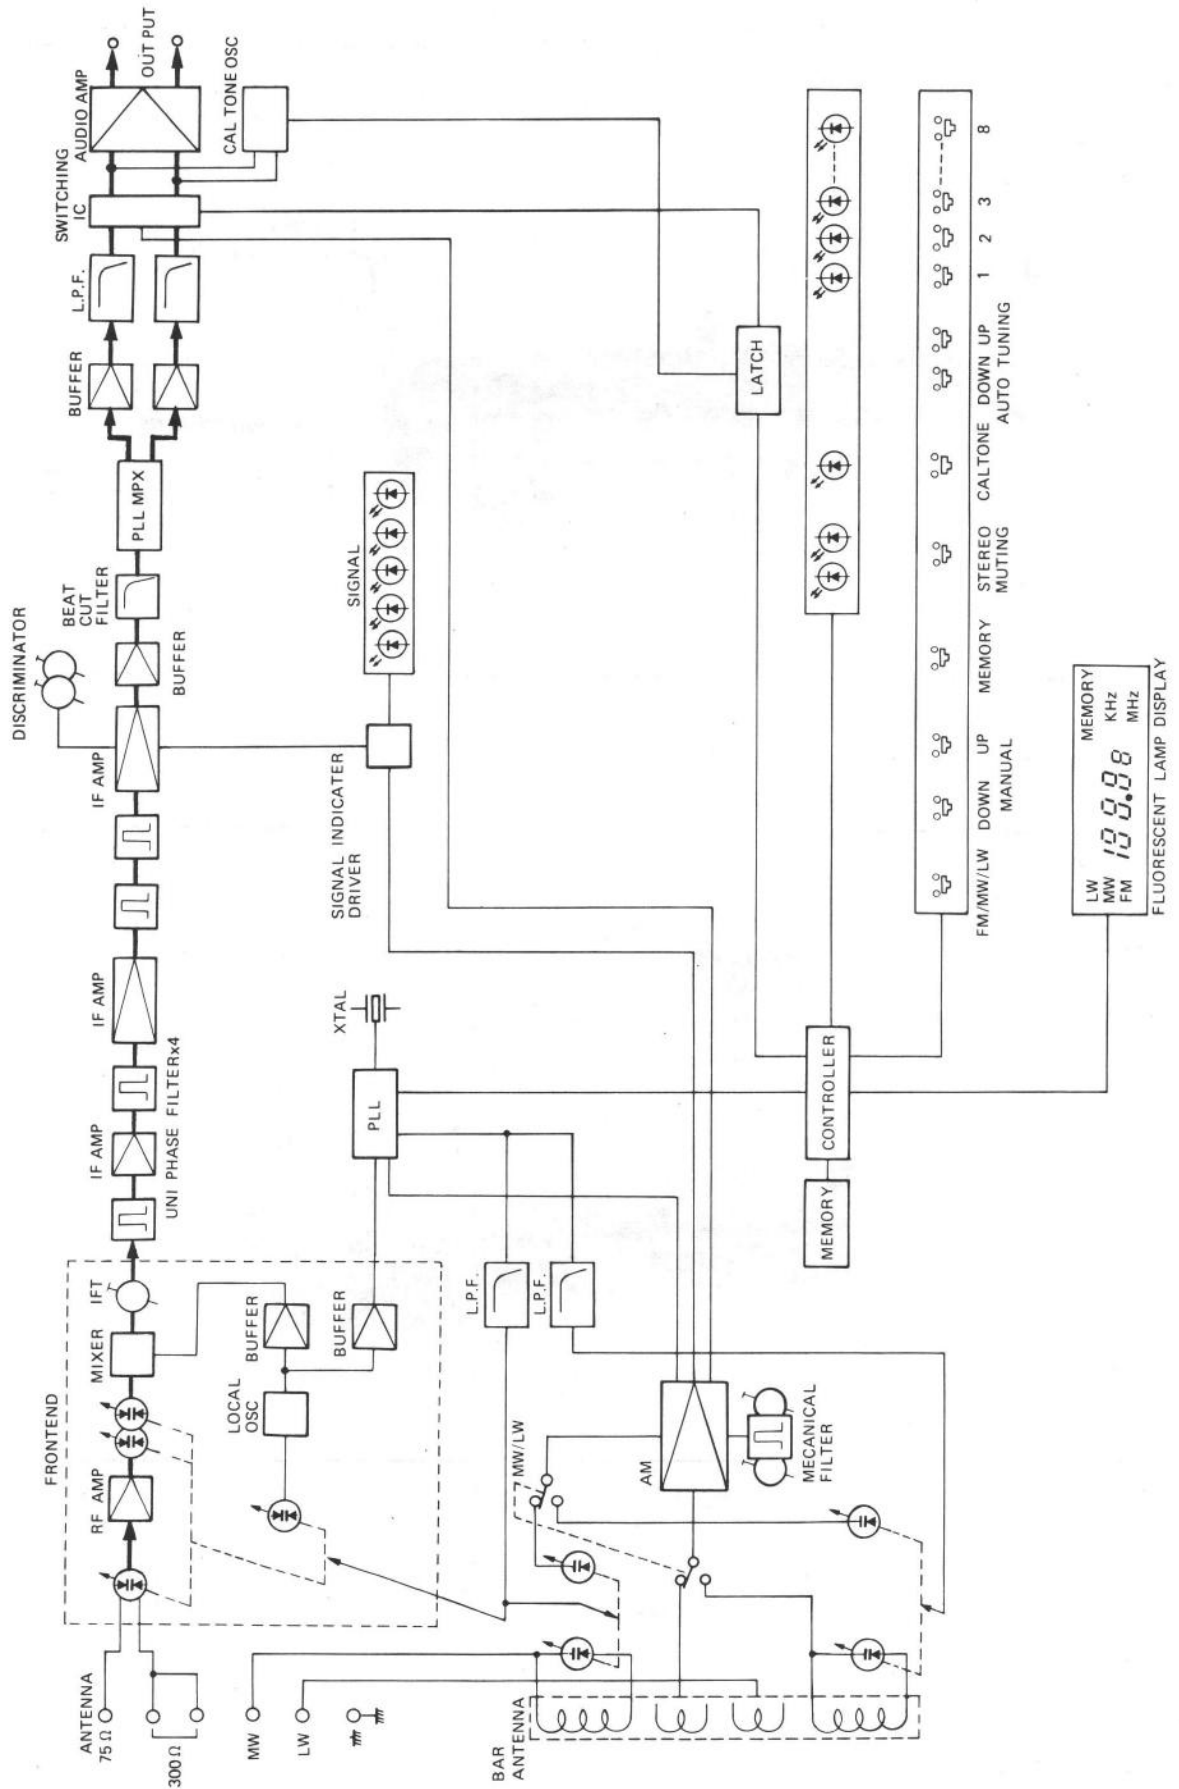 ANTENNA
75 Ω
300 Ω
MW
LW
BAR
ANTENNA
FRONTEND
RF AMP
MIXER
IFT
LOCAL
OSC
BUFFER
BUFFER
IF AMP
UNI PHASE FILTERx4
IF AMP
IF AMP
DISCRIMINATOR
BUFFER
BEAT
CUT
FILTER
PLL MPX
BUFFER
L.P.F.
SWITCHING
IC
AUDIO AMP
OUT PUT
CAL TONE OSC
SIGNAL
SIGNAL INDICATER
DRIVER
XTAL
PLL
L.P.F.
L.P.F.
MW/LW
AM
MECANICAL
FILTER
LATCH
MEMORY
CONTROLLER
FM/MW/LW DOWN UP MEMORY STEREO CALTONE DOWN UP 1 2 3 8
MANUAL MUTING AUTO TUNING
LW MEMORY
MW KHz
FM 199.98 MHz
FLUORESCENT LAMP DISPLAY